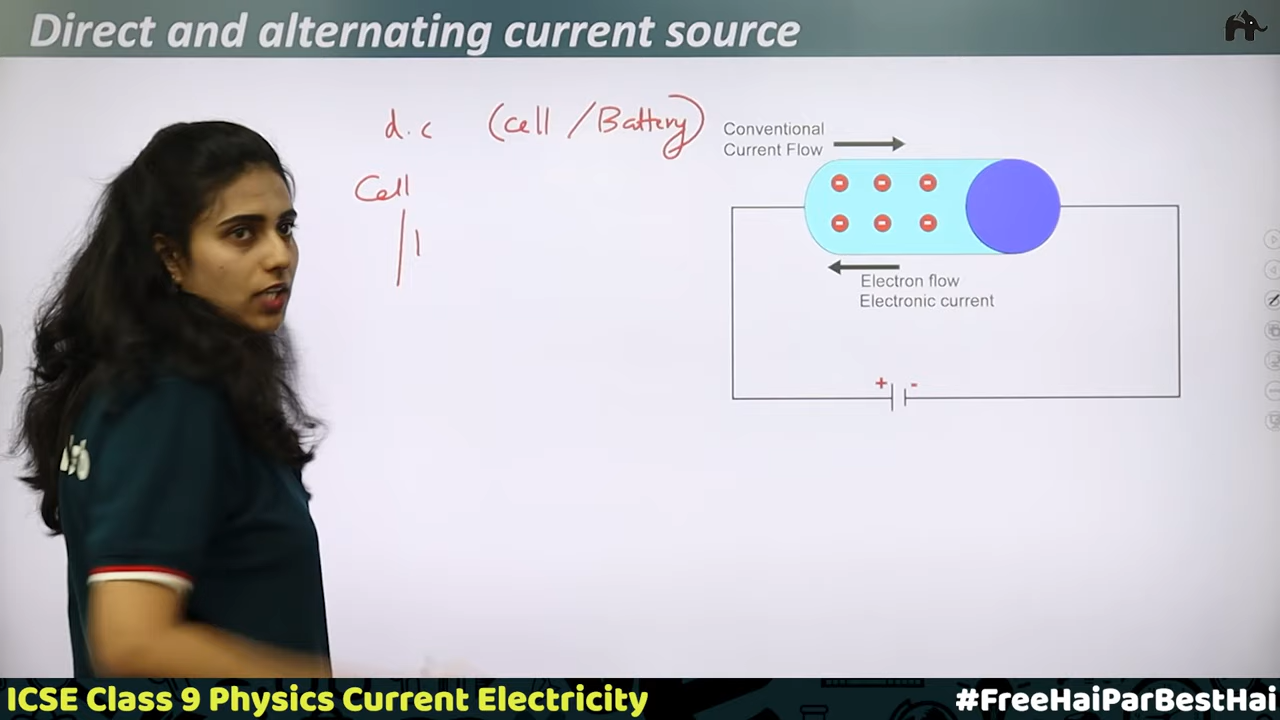 Direct and alternating current source
d.c (cell / Battery)
Cell
Conventional
Current Flow
Electron flow
Electronic current
+ -
ICSE Class 9 Physics Current Electricity
#FreeHaiParBestHai